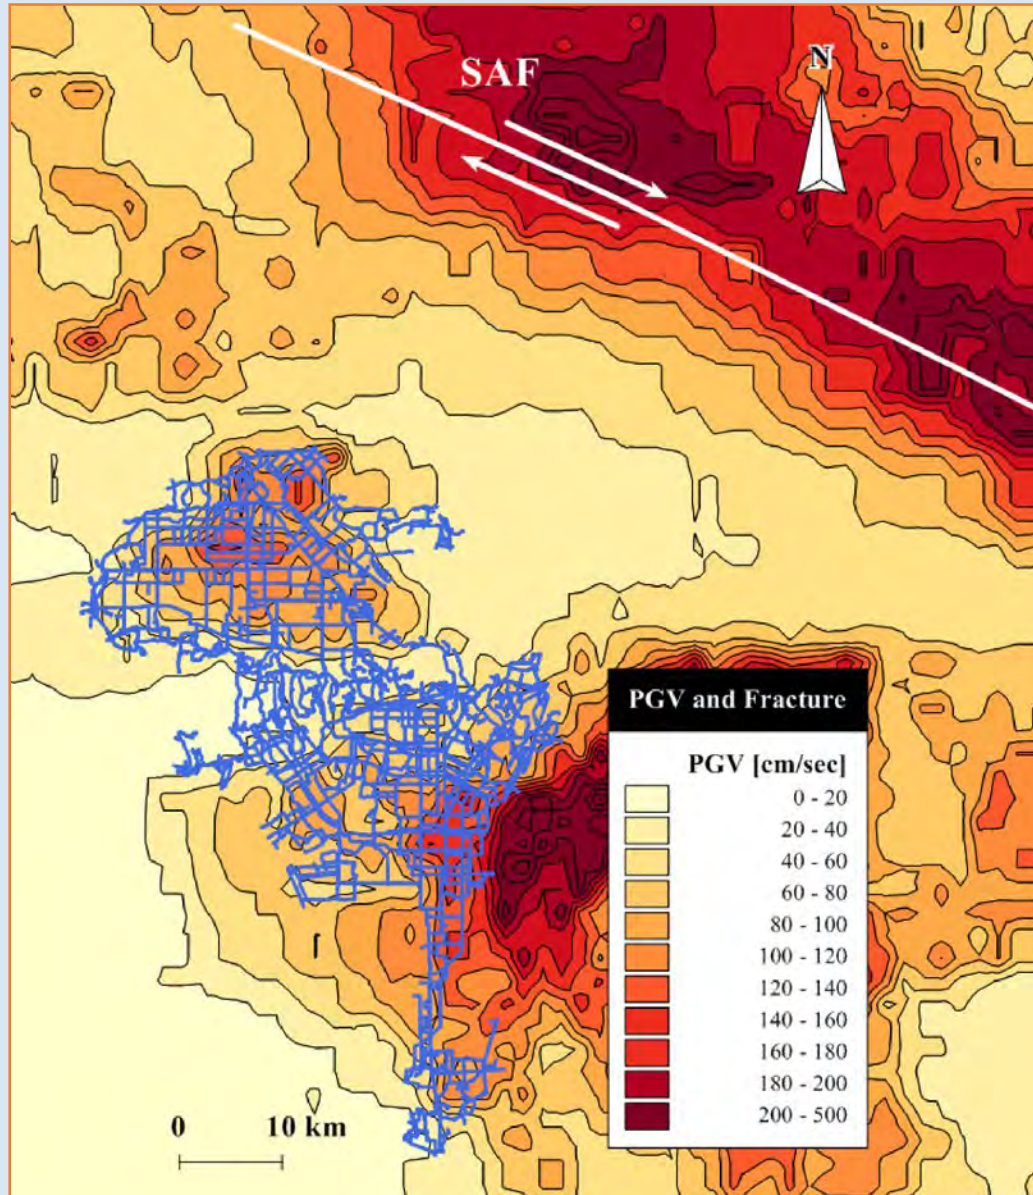 SAF
N
PGV and Fracture
PGV [cm/sec]
0 - 20
20 - 40
40 - 60
60 - 80
80 - 100
100 - 120
120 - 140
140 - 160
160 - 180
180 - 200
200 - 500
0 10 km